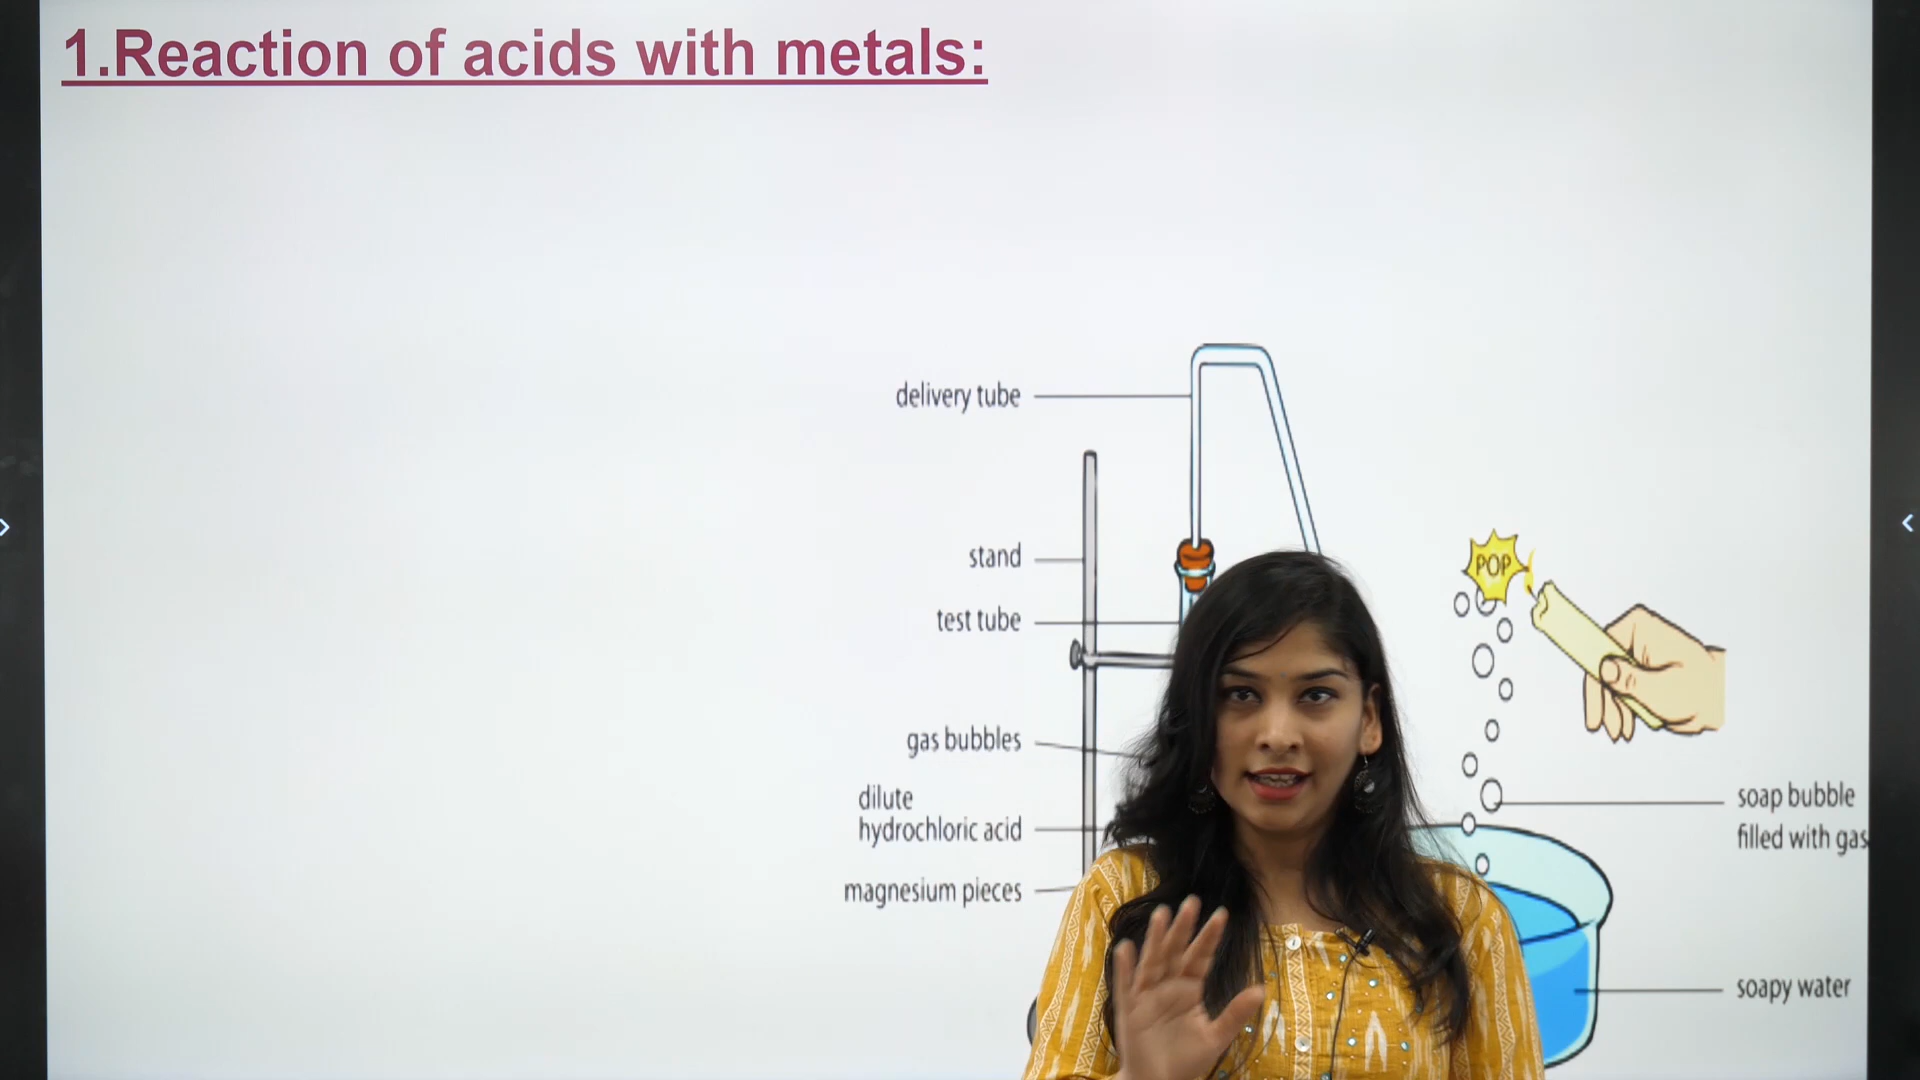 1.Reaction of acids with metals:
delivery tube
stand
POP
test tube
gas bubbles
dilute
hydrochloric acid
soap bubble
filled with gas
magnesium pieces
soapy water